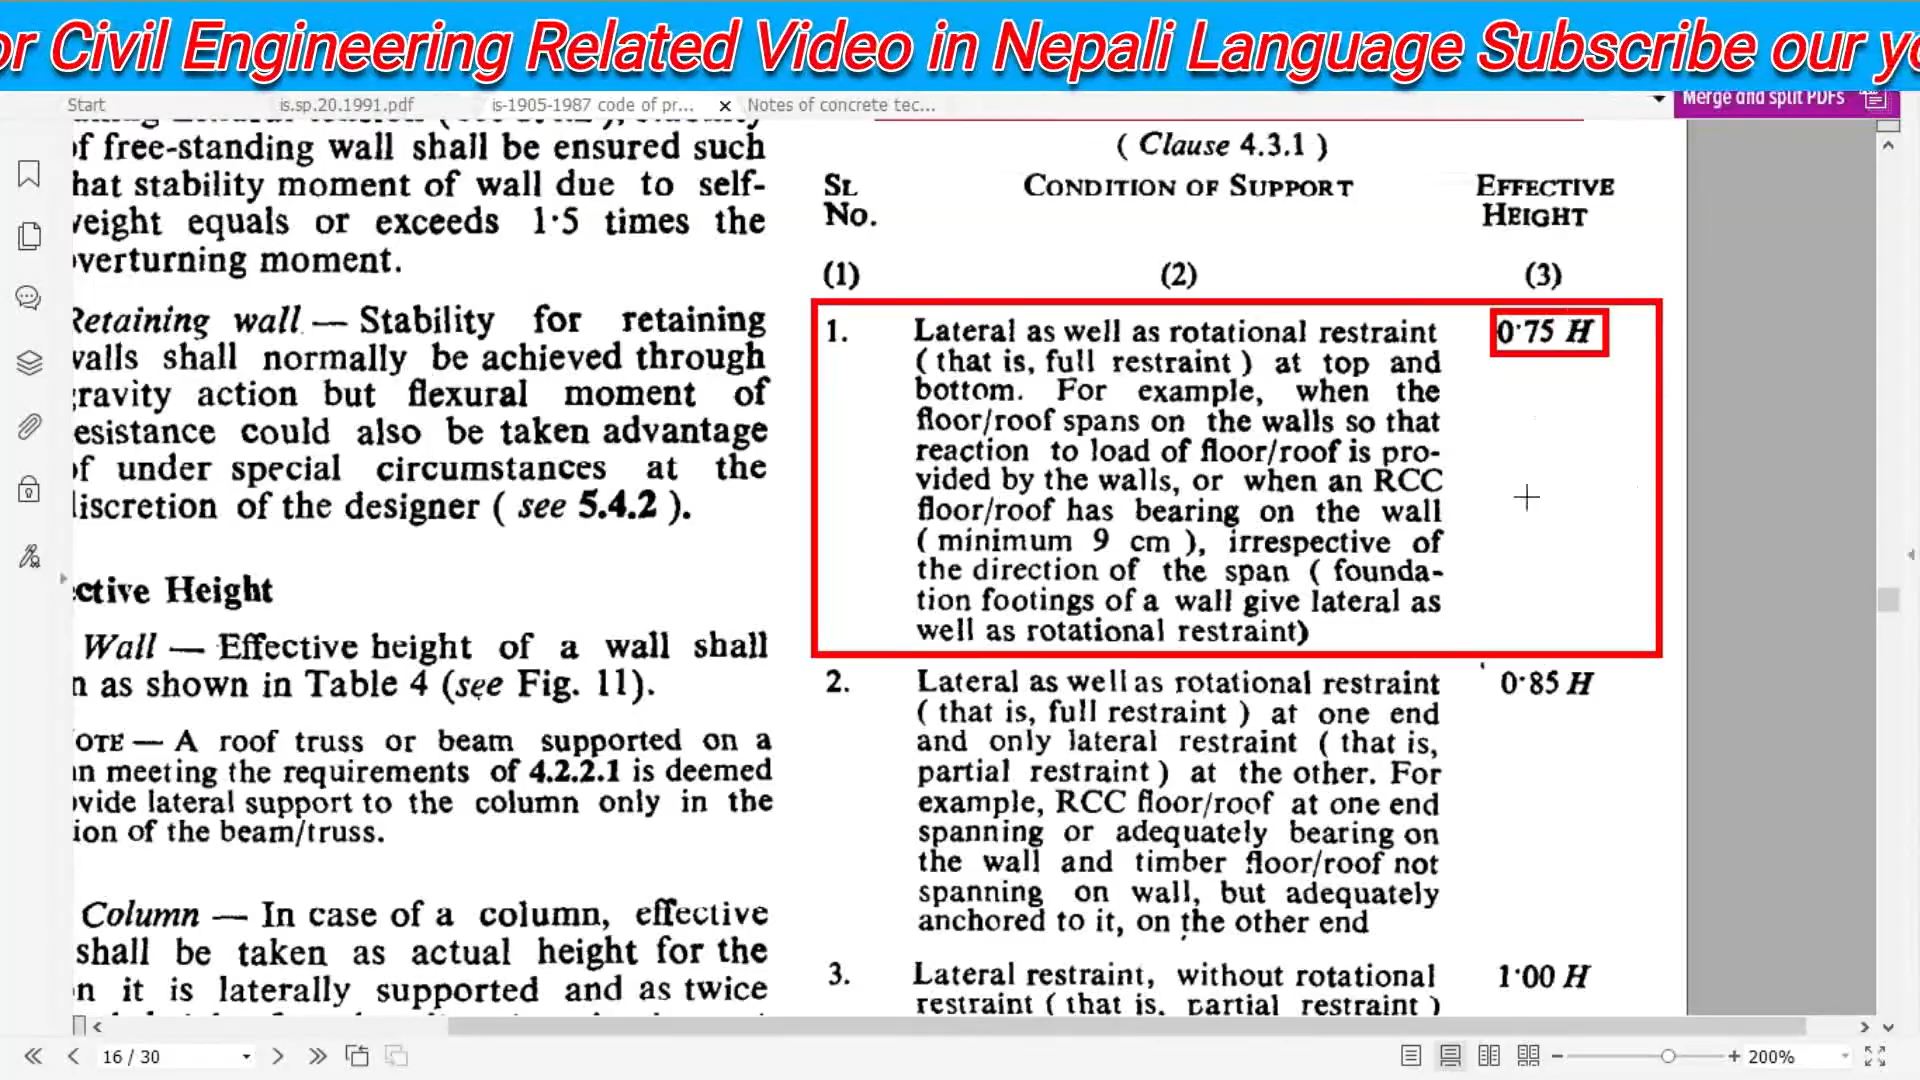 or Civil Engineering Related Video in Nepali Language Subscribe our yo
Start is.sp.20.1991.pdf is-1905-1987 code of pr... × Notes of concrete tec...
Merge and split PDFs
of free-standing wall shall be ensured such
hat stability moment of wall due to self-
weight equals or exceeds 1·5 times the
overturning moment.
Retaining wall — Stability for retaining
walls shall normally be achieved through
gravity action but flexural moment of
esistance could also be taken advantage
of under special circumstances at the
liscretion of the designer ( see 5.4.2 ).
ective Height
Wall — Effective height of a wall shall
n as shown in Table 4 (see Fig. 11).
OTE — A roof truss or beam supported on a
n meeting the requirements of 4.2.2.1 is deemed
ovide lateral support to the column only in the
ion of the beam/truss.
Column — In case of a column, effective
shall be taken as actual height for the
n it is laterally supported and as twice
( Clause 4.3.1 )
SL CONDITION OF SUPPORT EFFECTIVE
NO. HEIGHT
(1) (2) (3)
1. Lateral as well as rotational restraint 0·75 H
( that is, full restraint ) at top and
bottom. For example, when the
floor/roof spans on the walls so that
reaction to load of floor/roof is pro-
vided by the walls, or when an RCC
floor/roof has bearing on the wall
( minimum 9 cm ), irrespective of
the direction of the span ( founda-
tion footings of a wall give lateral as
well as rotational restraint)
2. Lateral as well as rotational restraint 0·85 H
( that is, full restraint ) at one end
and only lateral restraint ( that is,
partial restraint ) at the other. For
example, RCC floor/roof at one end
spanning or adequately bearing on
the wall and timber floor/roof not
spanning on wall, but adequately
anchored to it, on the other end
3. Lateral restraint, without rotational 1·00 H
restraint ( that is, partial restraint )
16 / 30 200%